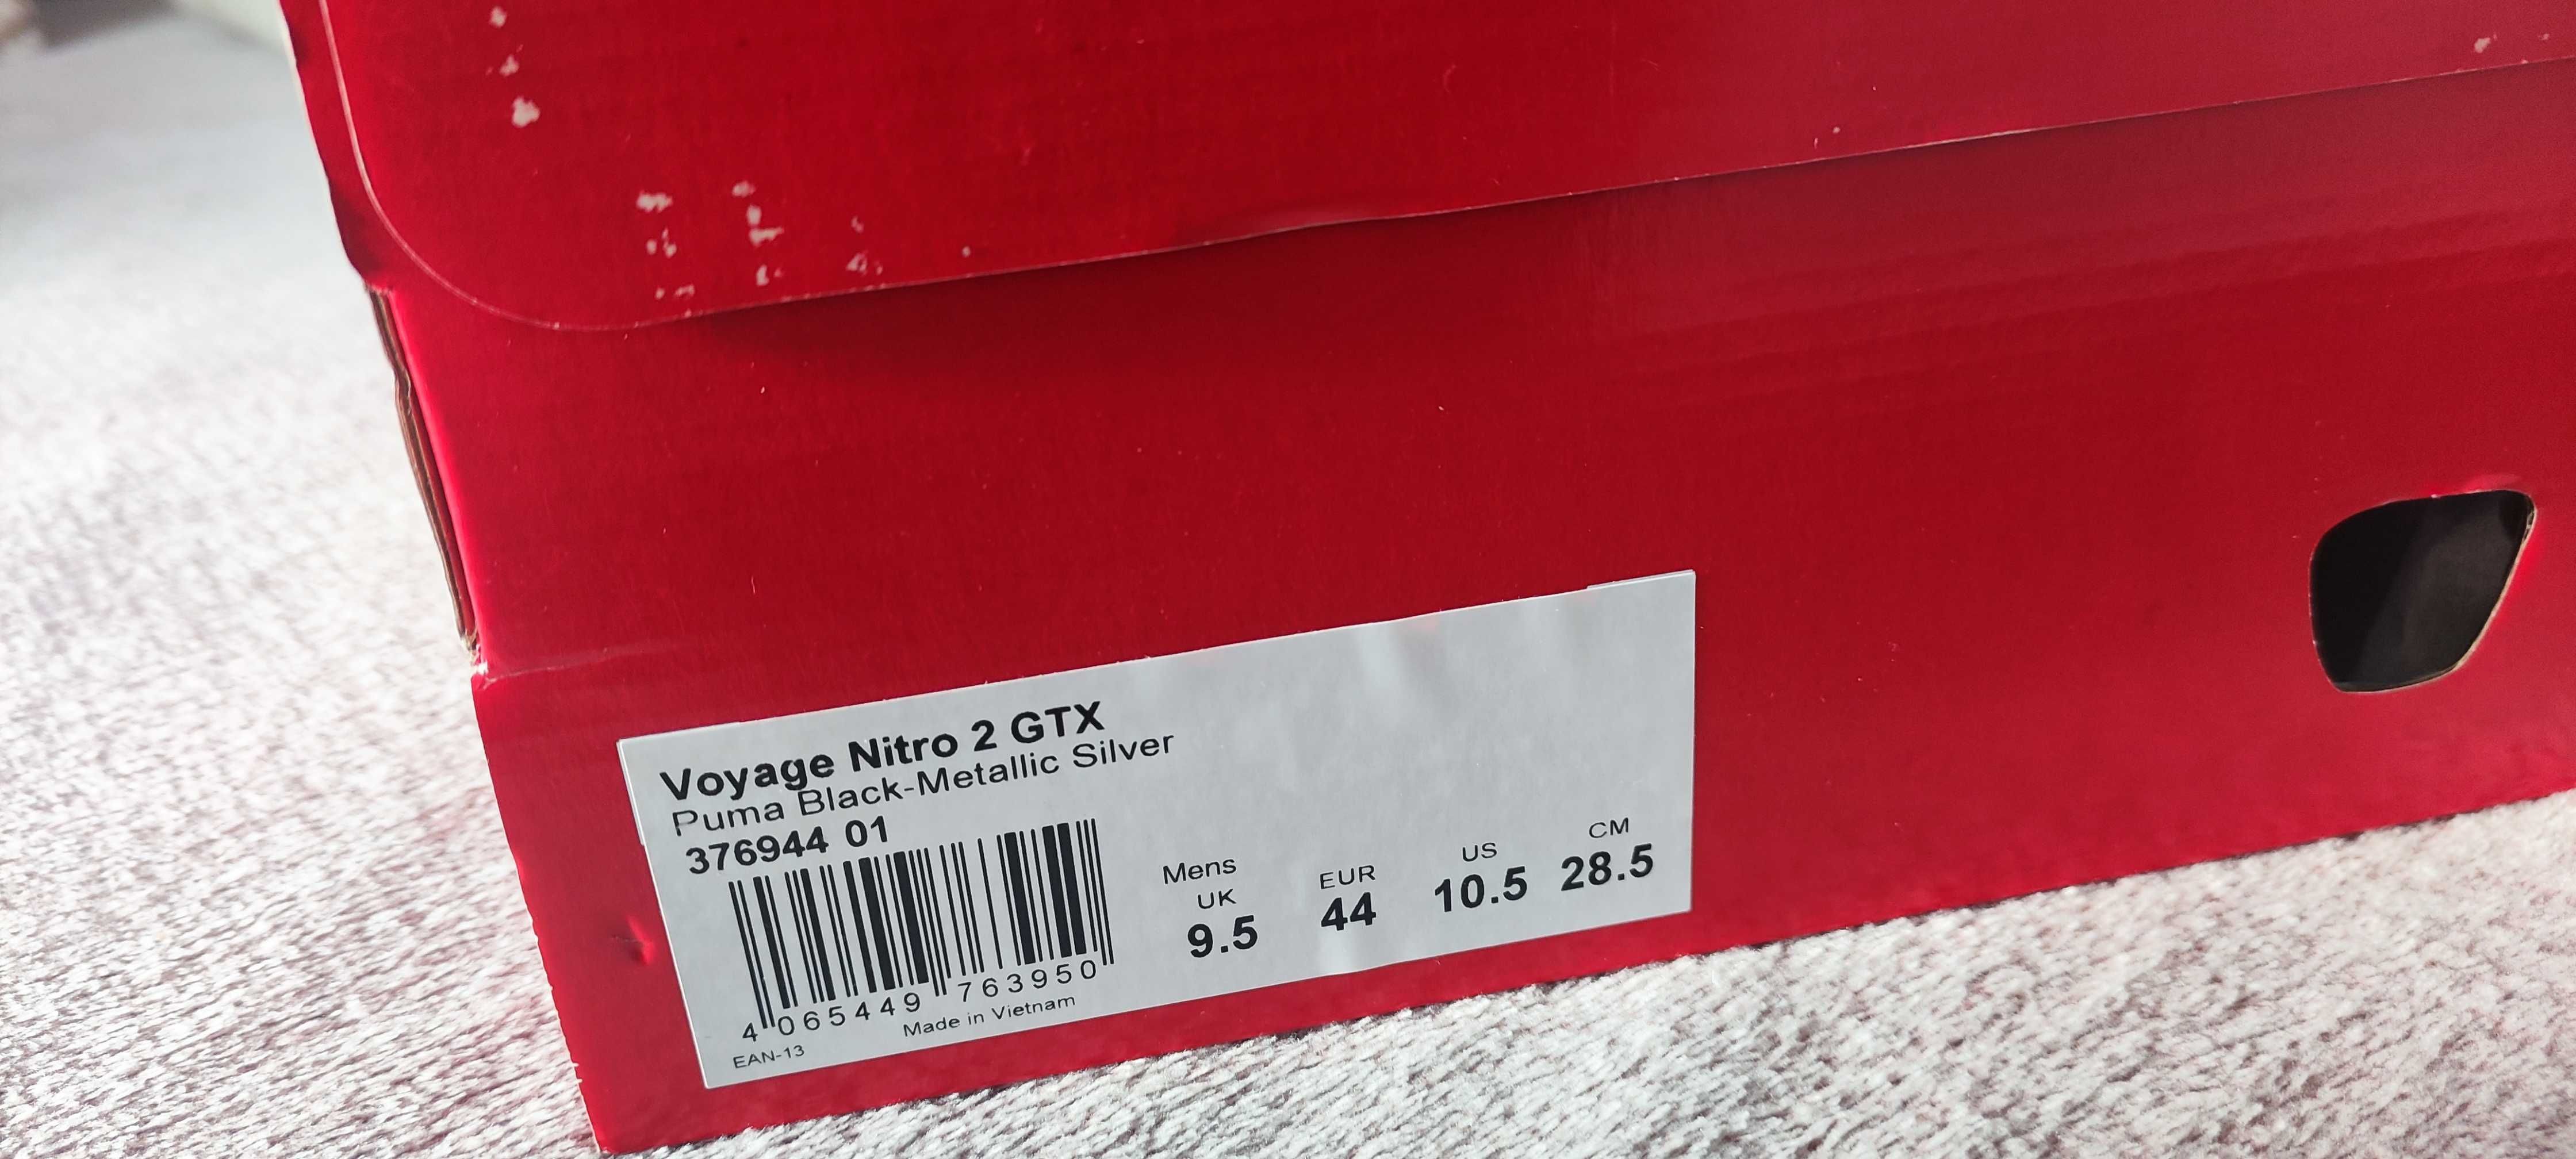 Voyage Nitro 2 GTX
Puma Black-Metallic Silver
376944 01
Mens
UK EUR US CM
9.5 44 10.5 28.5
4 065449 763950
EAN-13 Made in Vietnam